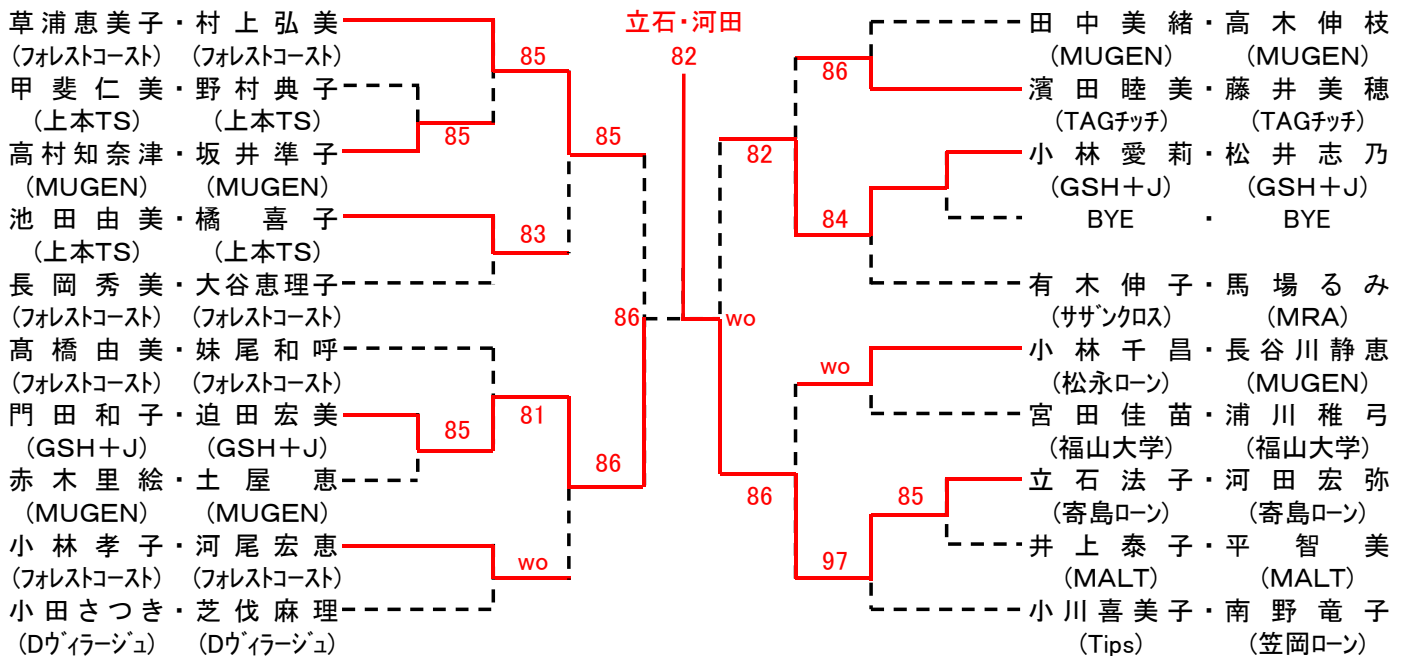 草浦恵美子・村上弘美
(フォレストコースト) (フォレストコースト)
85
甲斐仁美・野村典子
(上本TS) (上本TS)
85
85
高村知奈津・坂井準子
(MUGEN) (MUGEN)
池田由美・橘喜子
(上本TS) (上本TS)
83
長岡秀美・大谷恵理子
(フォレストコースト) (フォレストコースト)
86
髙橋由美・妹尾和呼
(フォレストコースト) (フォレストコースト)
門田和子・迫田宏美
(GSH+J) (GSH+J)
85
81
86
赤木里絵・土屋恵
(MUGEN) (MUGEN)
小林孝子・河尾宏恵
(フォレストコースト) (フォレストコースト)
wo
小田さつき・芝伐麻理
(Dヴィラージュ) (Dヴィラージュ)
立石・河田
82
田中美緒・高木伸枝
(MUGEN) (MUGEN)
86
濱田睦美・藤井美穂
(TAGチッチ) (TAGチッチ)
82
小林愛莉・松井志乃
(GSH+J) (GSH+J)
84
BYE ・ BYE
有木伸子・馬場るみ
(サザンクロス) (MRA)
wo
小林千昌・長谷川静恵
(松永ローン) (MUGEN)
wo
宮田佳苗・浦川稚弓
(福山大学) (福山大学)
86
85
立石法子・河田宏弥
(寄島ローン) (寄島ローン)
97
井上泰子・平智美
(MALT) (MALT)
小川喜美子・南野竜子
(Tips) (笠岡ローン)